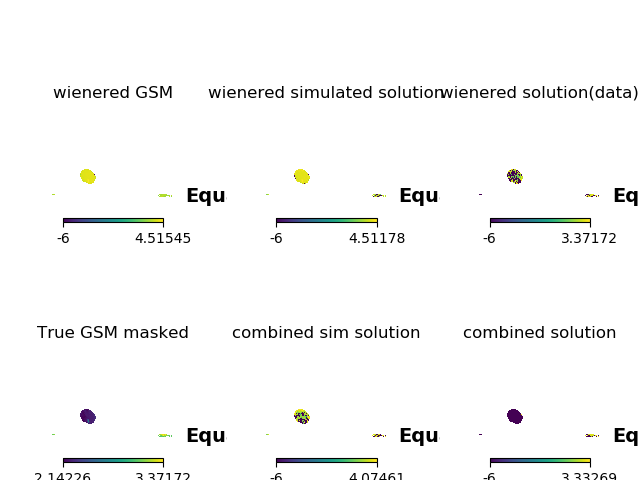 wienered GSM
wienered simulated solution
wienered solution(data)
Equ
Equ
Eq
-6 4.51545
-6 4.51178
-6 3.37172
True GSM masked
combined sim solution
combined solution
Equ
Equ
Eq
2.14226 3.37172
-6 4.07461
-6 3.33269